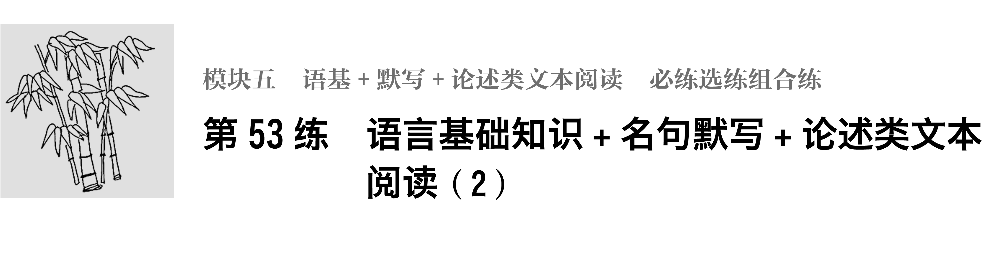 模块五　语基 + 默写 + 论述类文本阅读　必练选练组合练
第 53 练　语言基础知识 + 名句默写 + 论述类文本
阅读（2）